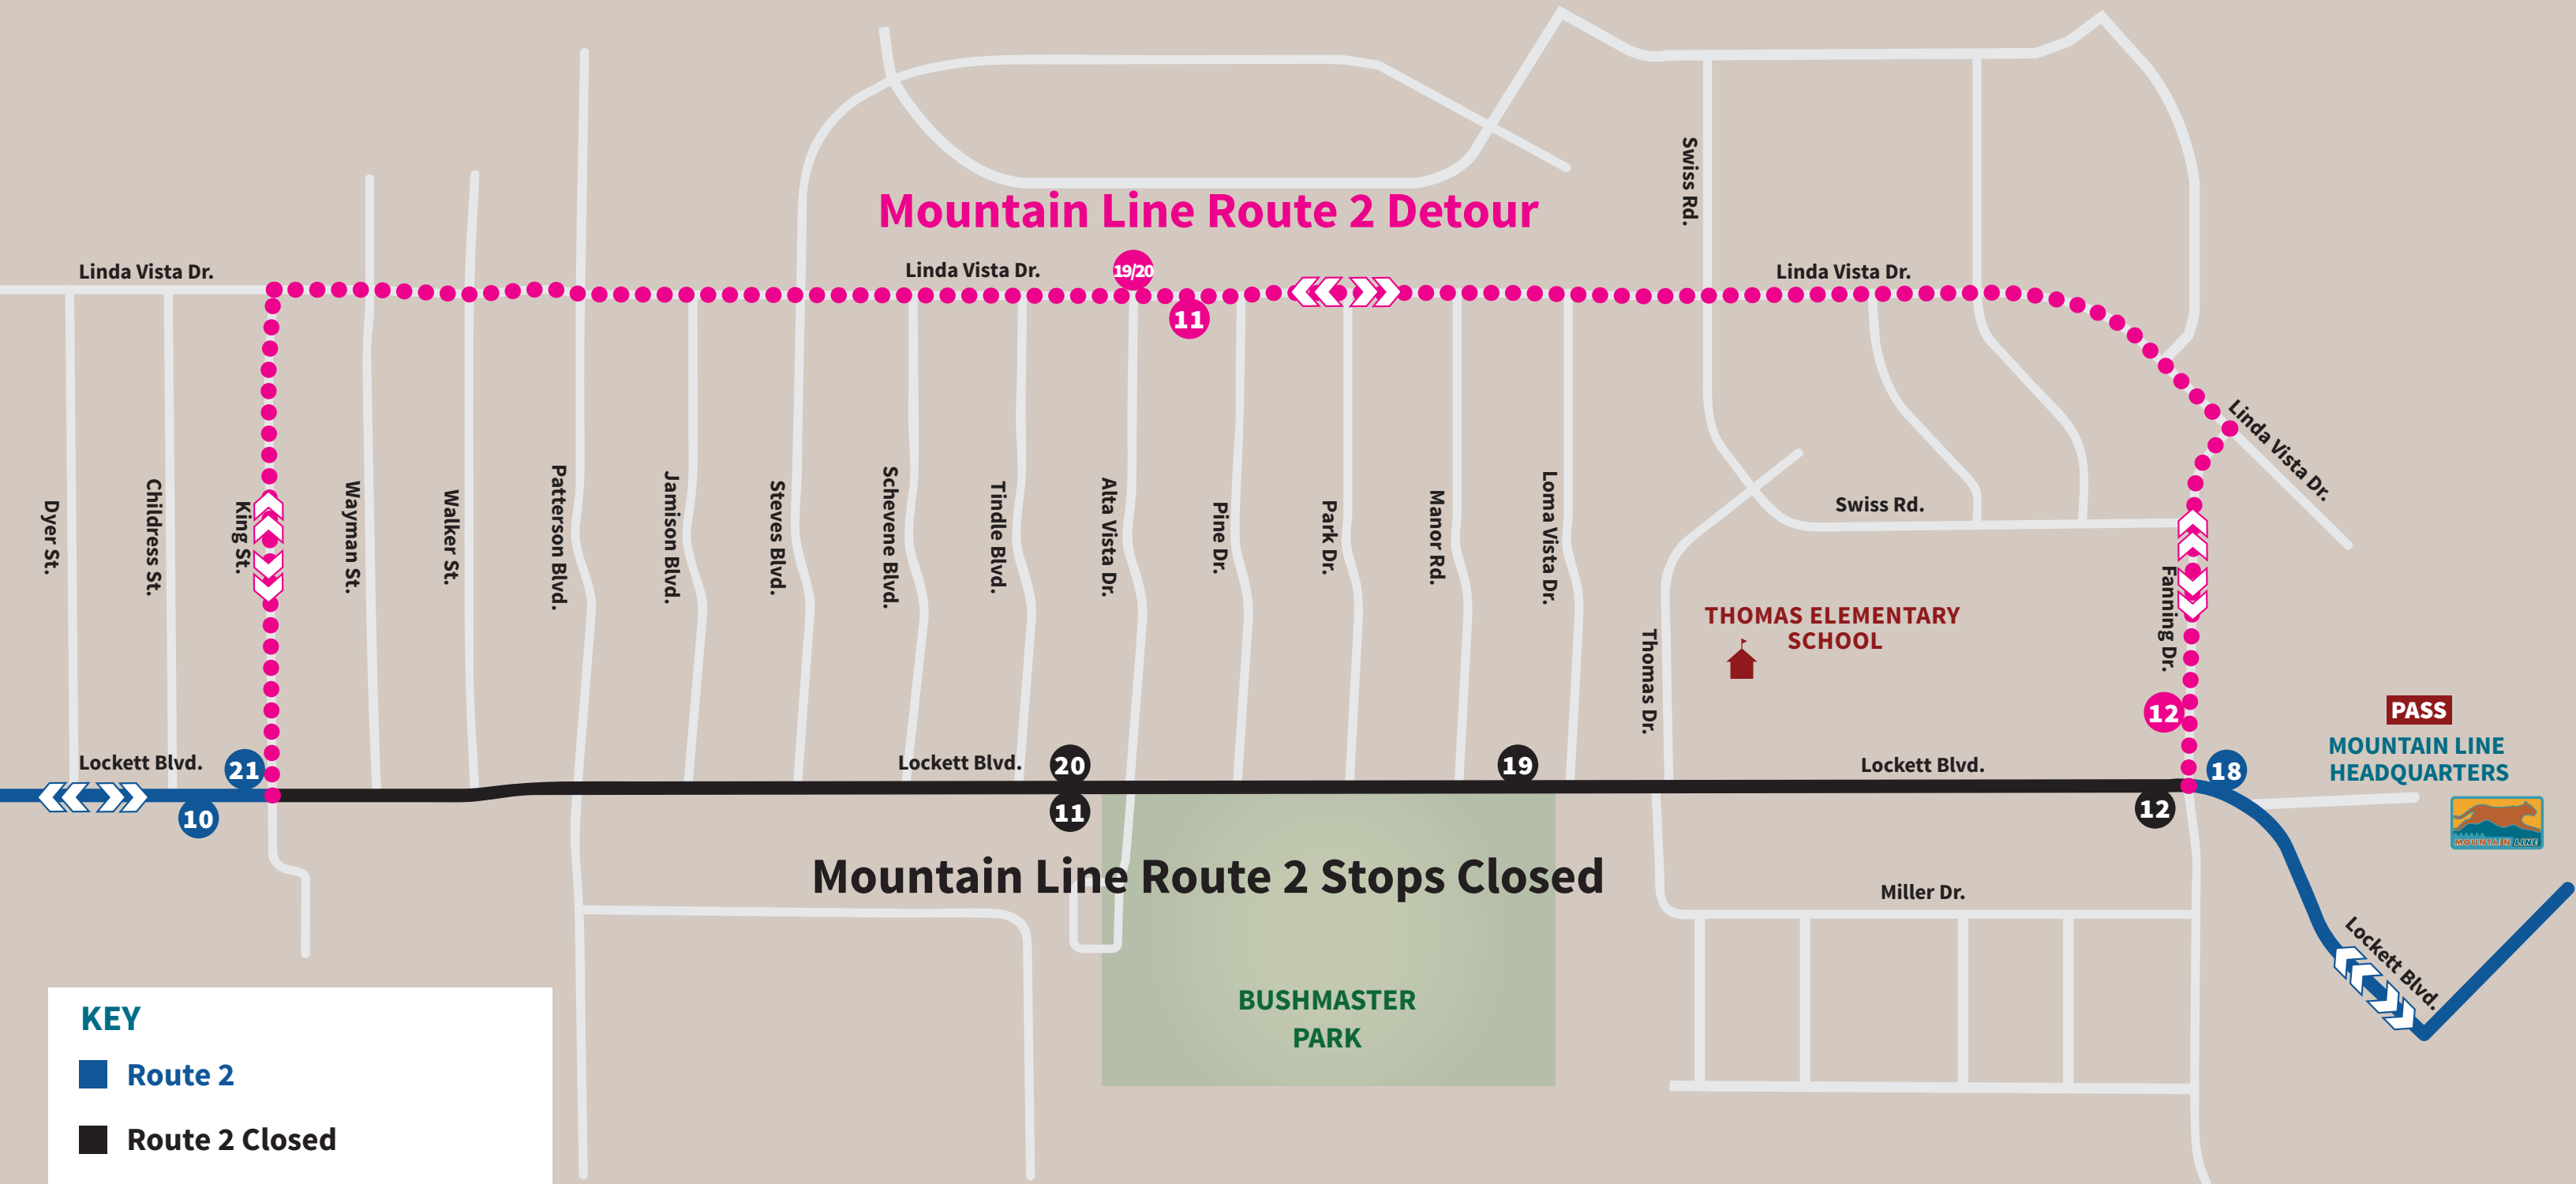 Swiss Rd.
Mountain Line Route 2 Detour
Linda Vista Dr.
Linda Vista Dr.
19/20
Linda Vista Dr.
11
Linda Vista Dr.
Dyer St.
Childress St.
King St.
Wayman St.
Walker St.
Patterson Blvd.
Jamison Blvd.
Steves Blvd.
Schevene Blvd.
Tindle Blvd.
Alta Vista Dr.
Pine Dr.
Park Dr.
Manor Rd.
Loma Vista Dr.
Swiss Rd.
Thomas Dr.
THOMAS ELEMENTARY
SCHOOL
Fanning Dr.
12
PASS
MOUNTAIN LINE
HEADQUARTERS
MOUNTAIN LINE
Lockett Blvd.
21
10
Lockett Blvd.
20
11
19
Lockett Blvd.
12
18
Mountain Line Route 2 Stops Closed
Miller Dr.
Lockett Blvd.
BUSHMASTER
PARK
KEY
Route 2
Route 2 Closed